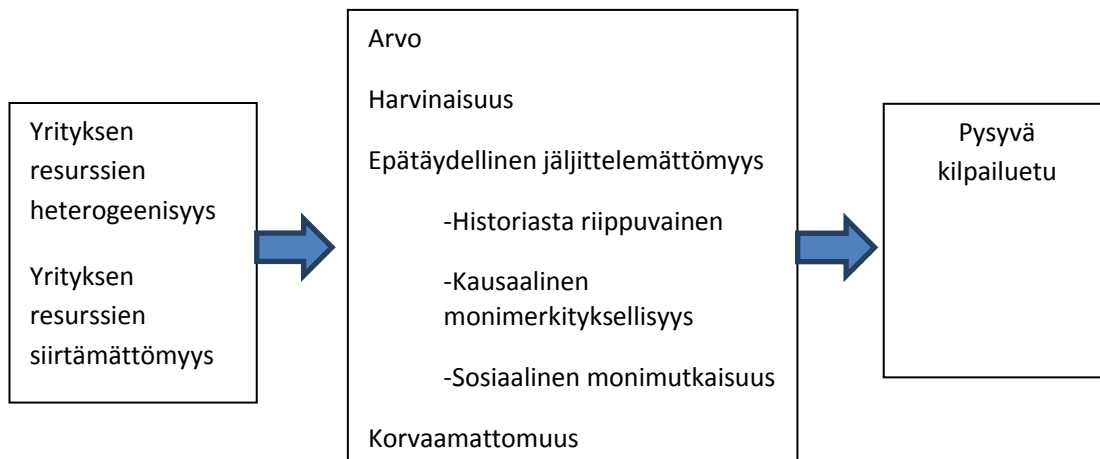 Yrityksen
resurssien
heterogeenisyys
Yrityksen
resurssien
siirtämättömyys
Arvo
Harvinaisuus
Epätäydellinen jäljittelemättömyys
-Historiasta riippuvainen
-Kausaalinen
monimerkityksellisyys
-Sosiaalinen monimutkaisuus
Korvaamattomuus
Pysyvä
kilpailuetu